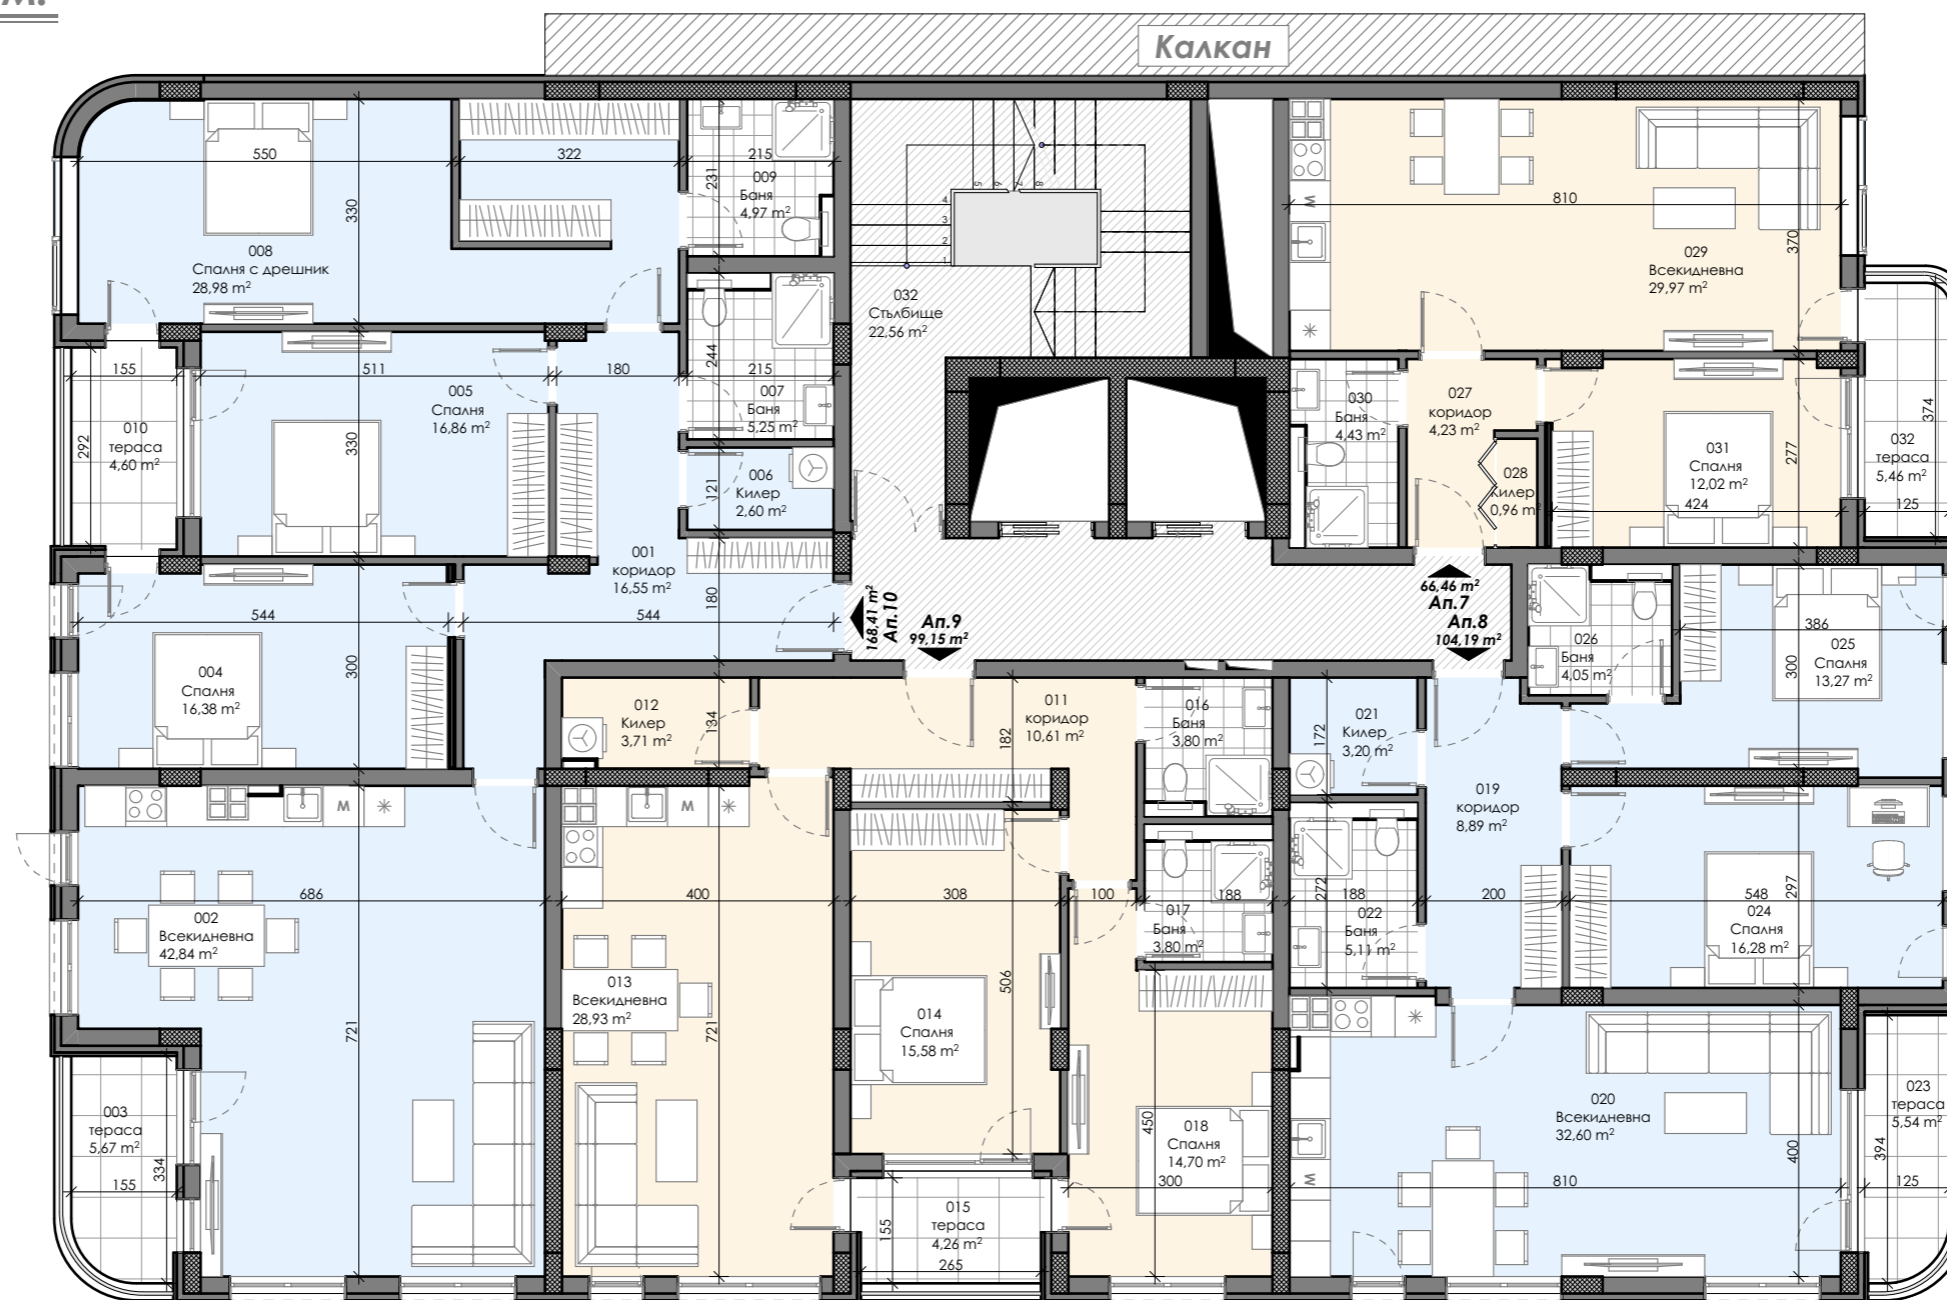 м.
Калкан
550
322
215
231
009
Баня
4,97 m²
330
008
Спалня с дрешник
28,98 m²
032
Стълбище
22,56 m²
1
2
3
4
5
6
7
8
810
370
029
Всекидневна
29,97 m²
M
155
292
010
тераса
4,60 m²
511
330
005
Спалня
16,86 m²
180
244
215
007
Баня
5,25 m²
121
006
Килер
2,60 m²
001
коридор
16,55 m²
180
544
544
030
Баня
4,43 m²
027
коридор
4,23 m²
028
Килер
0,96 m²
031
Спалня
12,02 m²
424
277
374
032
тераса
5,46 m²
125
168,41 m²
Ап.10
Ап.9
99,15 m²
66,46 m²
Ап.7
Ап.8
104,19 m²
004
Спалня
16,38 m²
300
012
Килер
3,71 m²
134
011
коридор
10,61 m²
182
016
Баня
3,80 m²
172
021
Килер
3,20 m²
026
Баня
4,05 m²
386
300
025
Спалня
13,27 m²
019
коридор
8,89 m²
M
M
686
002
Всекидневна
42,84 m²
721
400
013
Всекидневна
28,93 m²
721
308
506
014
Спалня
15,58 m²
100
188
017
Баня
3,80 m²
272
188
022
Баня
5,11 m²
200
548
297
024
Спалня
16,28 m²
003
тераса
5,67 m²
334
155
450
018
Спалня
14,70 m²
300
015
тераса
4,26 m²
155
265
020
Всекидневна
32,60 m²
810
400
M
023
тераса
5,54 m²
394
125